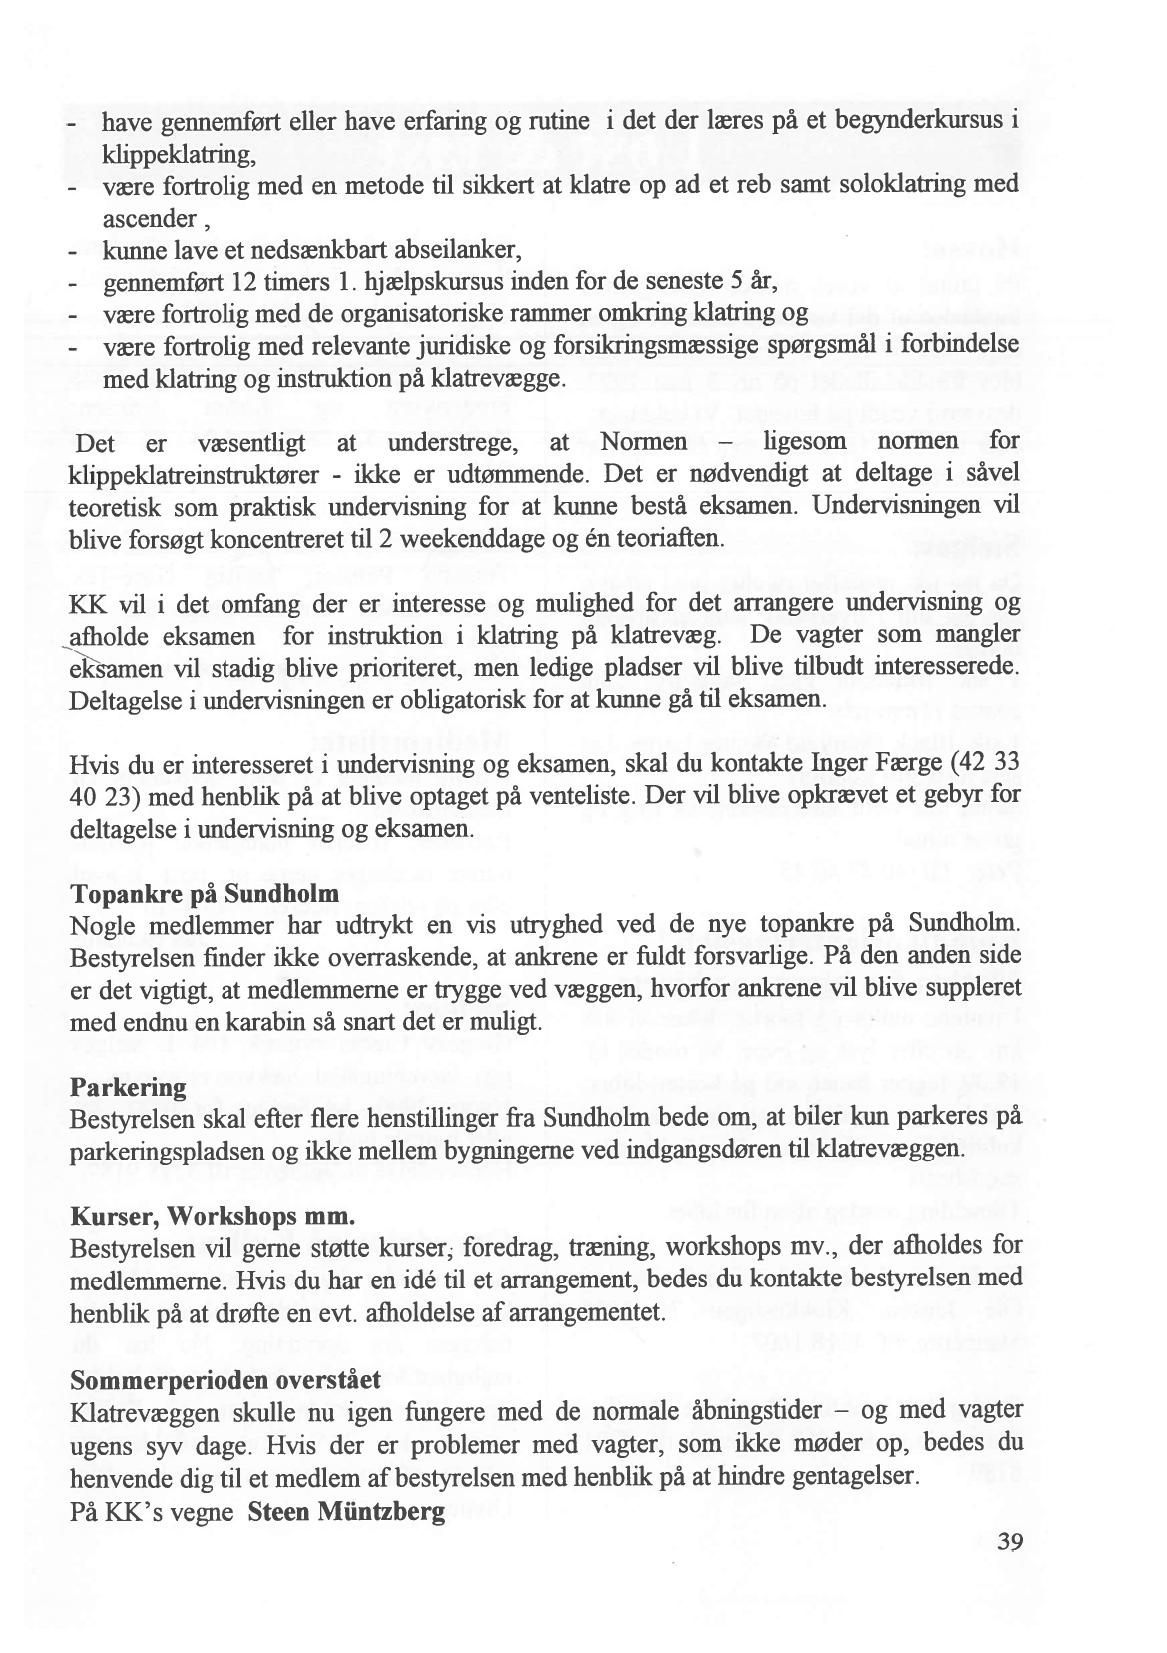 - have gennemført eller have erfaring og rutine i det der læres på et begynderkursus i
klippeklatring,
- være fortrolig med en metode til sikkert at klatre op ad et reb samt soloklatring med
ascender ,
- kunne lave et nedsænkbart abseilanker,
- gennemført 12 timers 1. hjælpskursus inden for de seneste 5 år,
- være fortrolig med de organisatoriske rammer omkring klatring og
- være fortrolig med relevante juridiske og forsikringsmæssige spørgsmål i forbindelse
med klatring og instruktion på klatrevægge.
Det er væsentligt at understrege, at Normen – ligesom normen for
klippeklatreinstruktører - ikke er udtømmende. Det er nødvendigt at deltage i såvel
teoretisk som praktisk undervisning for at kunne bestå eksamen. Undervisningen vil
blive forsøgt koncentreret til 2 weekenddage og én teoriaften.
KK vil i det omfang der er interesse og mulighed for det arrangere undervisning og
afholde eksamen for instruktion i klatring på klatrevæg. De vagter som mangler
eksamen vil stadig blive prioriteret, men ledige pladser vil blive tilbudt interesserede.
Deltagelse i undervisningen er obligatorisk for at kunne gå til eksamen.
Hvis du er interesseret i undervisning og eksamen, skal du kontakte Inger Færge (42 33
40 23) med henblik på at blive optaget på venteliste. Der vil blive opkrævet et gebyr for
deltagelse i undervisning og eksamen.
Topankre på Sundholm
Nogle medlemmer har udtrykt en vis utryghed ved de nye topankre på Sundholm.
Bestyrelsen finder ikke overraskende, at ankrene er fuldt forsvarlige. På den anden side
er det vigtigt, at medlemmerne er trygge ved væggen, hvorfor ankrene vil blive suppleret
med endnu en karabin så snart det er muligt.
Parkering
Bestyrelsen skal efter flere henstillinger fra Sundholm bede om, at biler kun parkeres på
parkeringspladsen og ikke mellem bygningerne ved indgangsdøren til klatrevæggen.
Kurser, Workshops mm.
Bestyrelsen vil gerne støtte kurser, foredrag, træning, workshops mv., der afholdes for
medlemmerne. Hvis du har en idé til et arrangement, bedes du kontakte bestyrelsen med
henblik på at drøfte en evt. afholdelse af arrangementet.
Sommerperioden overstået
Klatrevæggen skulle nu igen fungere med de normale åbningstider – og med vagter
ugens syv dage. Hvis der er problemer med vagter, som ikke møder op, bedes du
henvende dig til et medlem af bestyrelsen med henblik på at hindre gentagelser.
På KK's vegne Steen Müntzberg
39